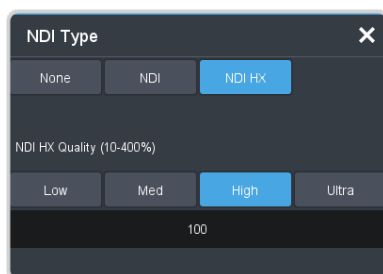 NDI Type
None NDI NDI HX
NDI HX Quality (10-400%)
Low Med High Ultra
100